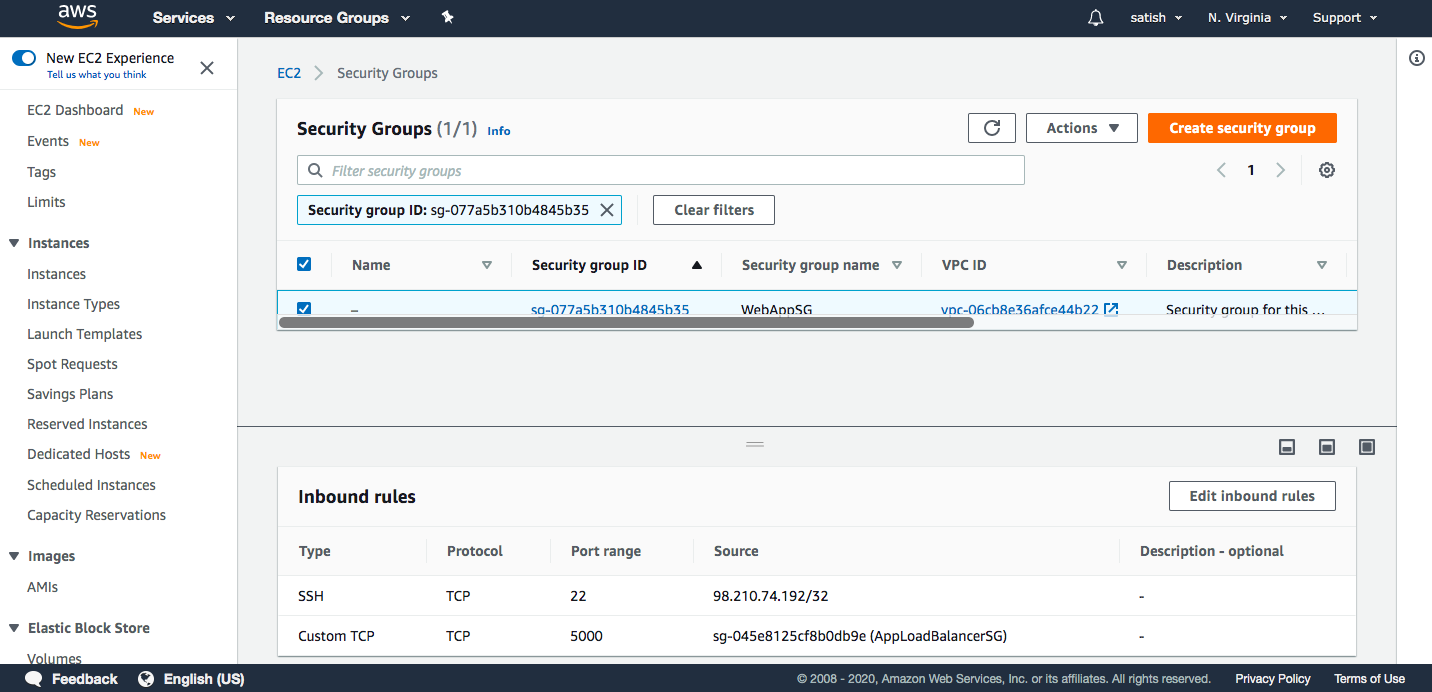 aws Services Resource Groups satish N. Virginia Support
New EC2 Experience
Tell us what you think
EC2 Dashboard New
Events New
Tags
Limits
Instances
Instances
Instance Types
Launch Templates
Spot Requests
Savings Plans
Reserved Instances
Dedicated Hosts New
Scheduled Instances
Capacity Reservations
Images
AMIs
Elastic Block Store
Volumes
EC2 Security Groups
Security Groups (1/1) Info
Actions
Create security group
Filter security groups
1
Security group ID: sg-077a5b310b4845b35
Clear filters
Name Security group ID Security group name VPC ID Description
– sg-077a5b310b4845b35 WebAppSG vpc-06cb8e36afce44b22 Security group for this ...
Inbound rules
Edit inbound rules
Type Protocol Port range Source Description - optional
SSH TCP 22 98.210.74.192/32 -
Custom TCP TCP 5000 sg-045e8125cf8b0db9e (AppLoadBalancerSG) -
Feedback English (US) © 2008 - 2020, Amazon Web Services, Inc. or its affiliates. All rights reserved. Privacy Policy Terms of Use